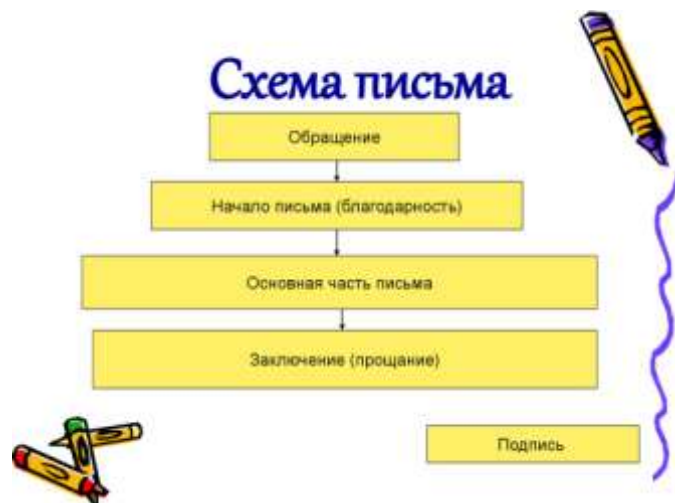 Схема письма
Обращение
Начало письма (благодарность)
Основная часть письма
Заключение (прощание)
Подпись